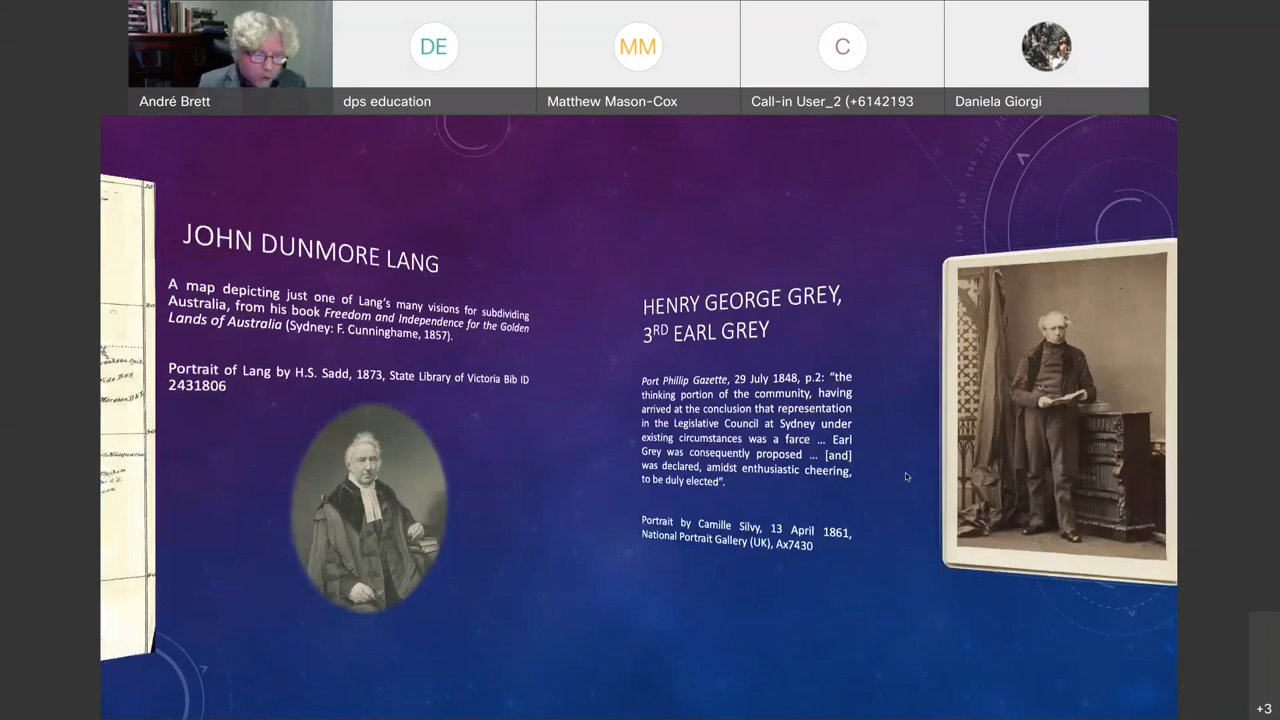 DE
MM
C
André Brett
dps education
Matthew Mason-Cox
Call-in User_2 (+6142193
Daniela Giorgi
JOHN DUNMORE LANG
A map depicting just one of Lang's many visions for subdividing
Australia, from his book Freedom and Independence for the Golden
Lands of Australia (Sydney: F. Cunninghame, 1857).
Portrait of Lang by H.S. Sadd, 1873, State Library of Victoria Bib ID
2431806
HENRY GEORGE GREY,
3RD EARL GREY
Port Phillip Gazette, 29 July 1848, p.2: “the
thinking portion of the community, having
arrived at the conclusion that representation
in the Legislative Council at Sydney under
existing circumstances was a farce ... Earl
Grey was consequently proposed ... [and]
was declared, amidst enthusiastic cheering,
to be duly elected”.
Portrait by Camille Silvy, 13 April 1861,
National Portrait Gallery (UK), Ax7430
+3